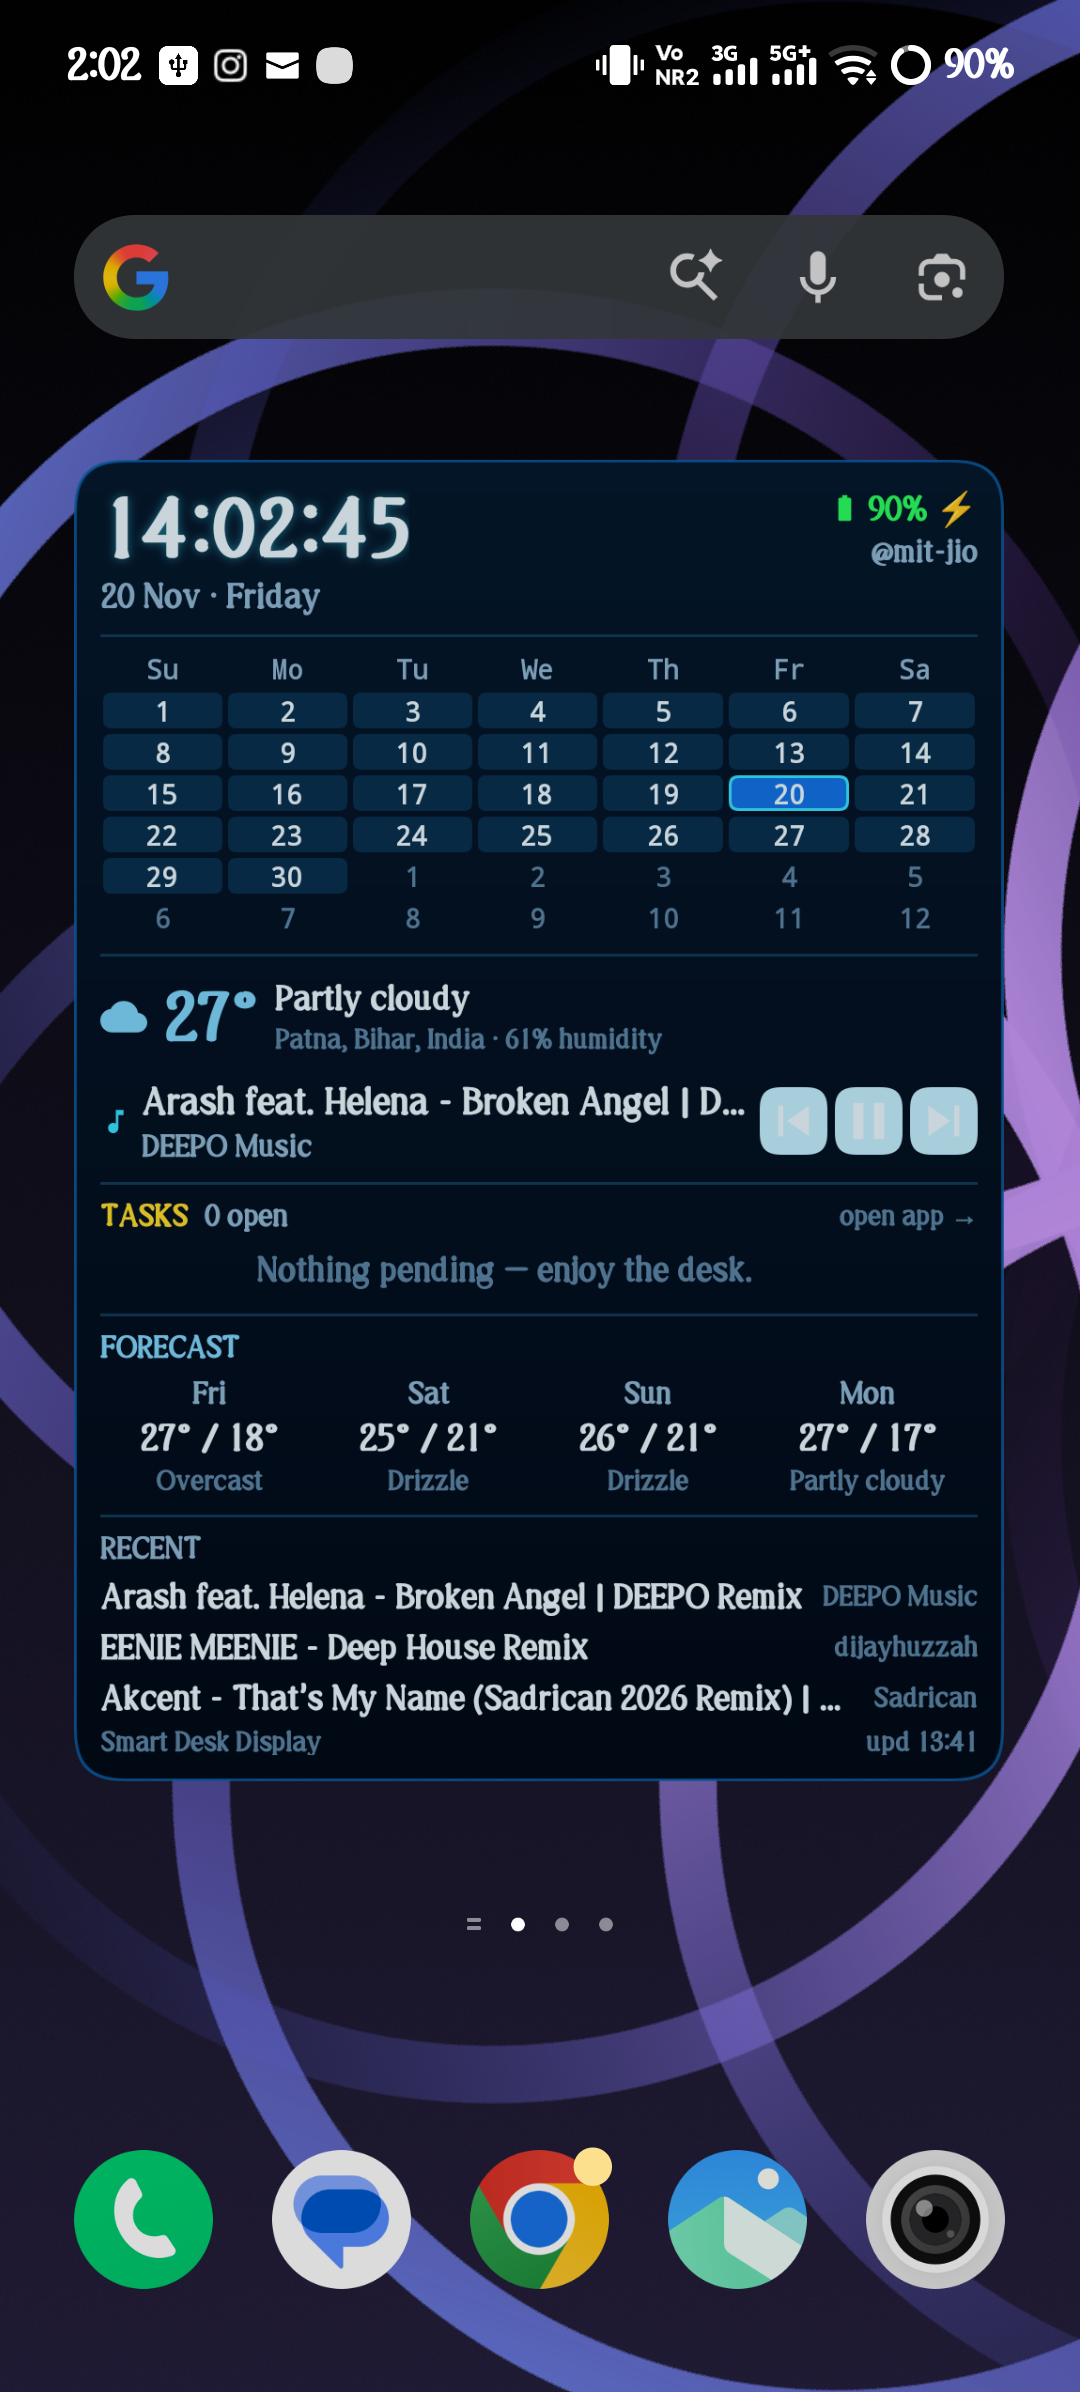 2:02 Vo NR2 3G 5G+ 90%
14:02:45
90%
@mit-jio
20 Nov · Friday
Su Mo Tu We Th Fr Sa
1 2 3 4 5 6 7
8 9 10 11 12 13 14
15 16 17 18 19 20 21
22 23 24 25 26 27 28
29 30 1 2 3 4 5
6 7 8 9 10 11 12
27° Partly cloudy
Patna, Bihar, India · 61% humidity
Arash feat. Helena - Broken Angel | D...
DEEPO Music
TASKS 0 open open app →
Nothing pending — enjoy the desk.
FORECAST
Fri Sat Sun Mon
27° / 18° 25° / 21° 26° / 21° 27° / 17°
Overcast Drizzle Drizzle Partly cloudy
RECENT
Arash feat. Helena - Broken Angel | DEEPO Remix DEEPO Music
EENIE MEENIE - Deep House Remix dijayhuzzah
Akcent - That's My Name (Sadrican 2026 Remix) | ... Sadrican
Smart Desk Display upd 13:41